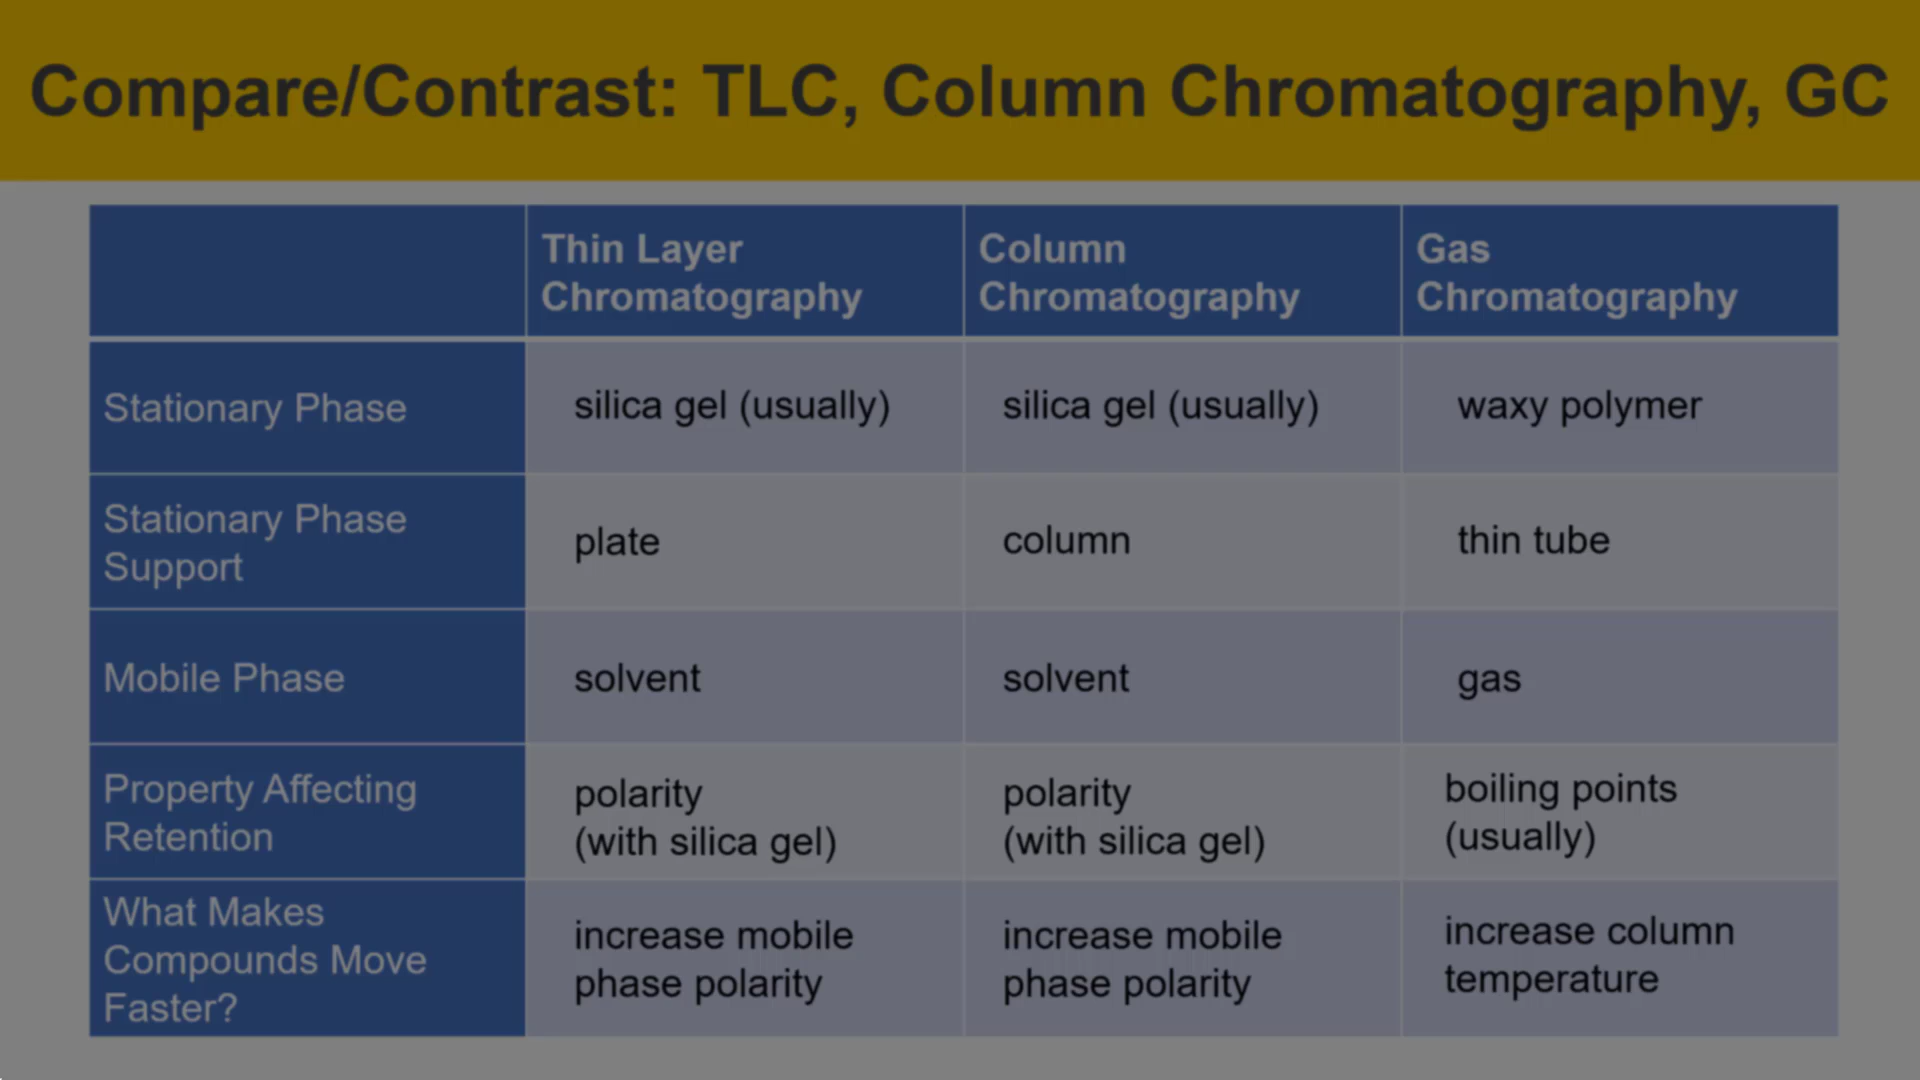 Compare/Contrast: TLC, Column Chromatography, GC
Thin Layer
Chromatography
Column
Chromatography
Gas
Chromatography
Stationary Phase
silica gel (usually)
silica gel (usually)
waxy polymer
Stationary Phase
Support
plate
column
thin tube
Mobile Phase
solvent
solvent
gas
Property Affecting
Retention
polarity
(with silica gel)
polarity
(with silica gel)
boiling points
(usually)
What Makes
Compounds Move
Faster?
increase mobile
phase polarity
increase mobile
phase polarity
increase column
temperature